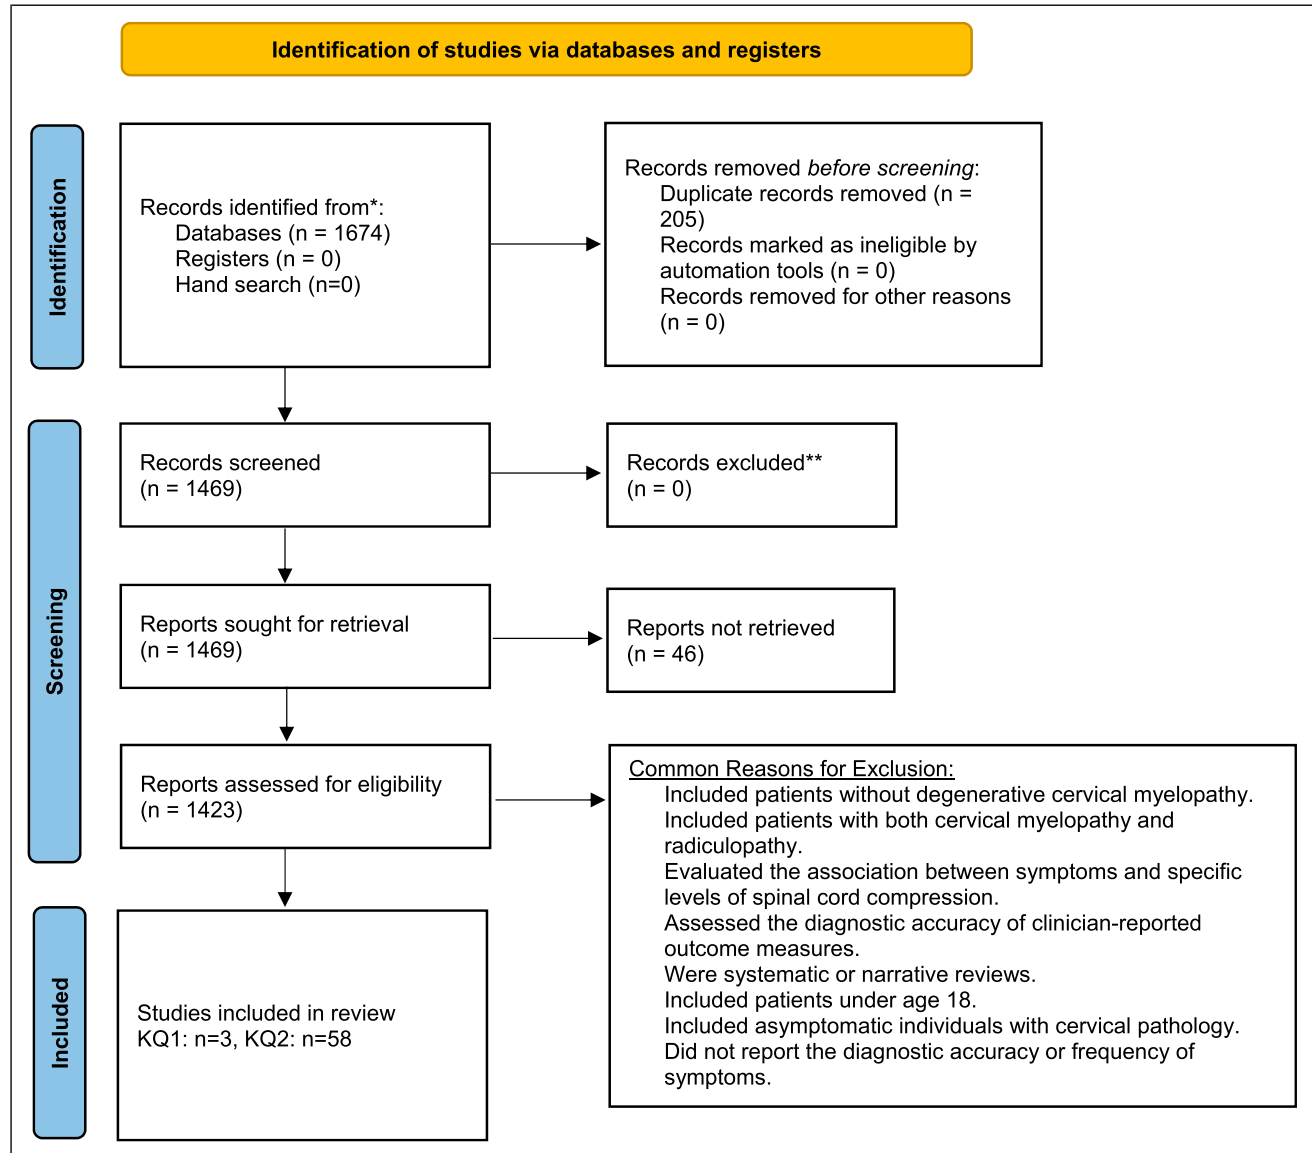 Identification of studies via databases and registers
Identification
Records identified from*:
Databases (n = 1674)
Registers (n = 0)
Hand search (n=0)
Records removed before screening:
Duplicate records removed (n =
205)
Records marked as ineligible by
automation tools (n = 0)
Records removed for other reasons
(n = 0)
Screening
Records screened
(n = 1469)
Records excluded**
(n = 0)
Reports sought for retrieval
(n = 1469)
Reports not retrieved
(n = 46)
Reports assessed for eligibility
(n = 1423)
Common Reasons for Exclusion:
Included patients without degenerative cervical myelopathy.
Included patients with both cervical myelopathy and
radiculopathy.
Evaluated the association between symptoms and specific
levels of spinal cord compression.
Assessed the diagnostic accuracy of clinician-reported
outcome measures.
Were systematic or narrative reviews.
Included patients under age 18.
Included asymptomatic individuals with cervical pathology.
Did not report the diagnostic accuracy or frequency of
symptoms.
Included
Studies included in review
KQ1: n=3, KQ2: n=58